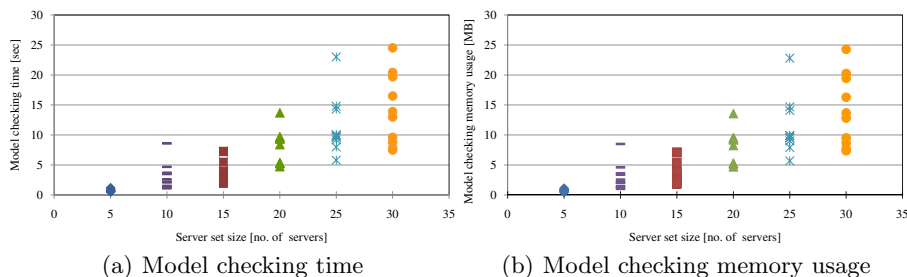 Model checking time [sec]
30
25
20
15
10
5
0
0 5 10 15 20 25 30 35
Server set size [no. of servers]
(a) Model checking time
Model checking memory usage [MB]
30
25
20
15
10
5
0
0 5 10 15 20 25 30 35
Server set size [no. of servers]
(b) Model checking memory usage